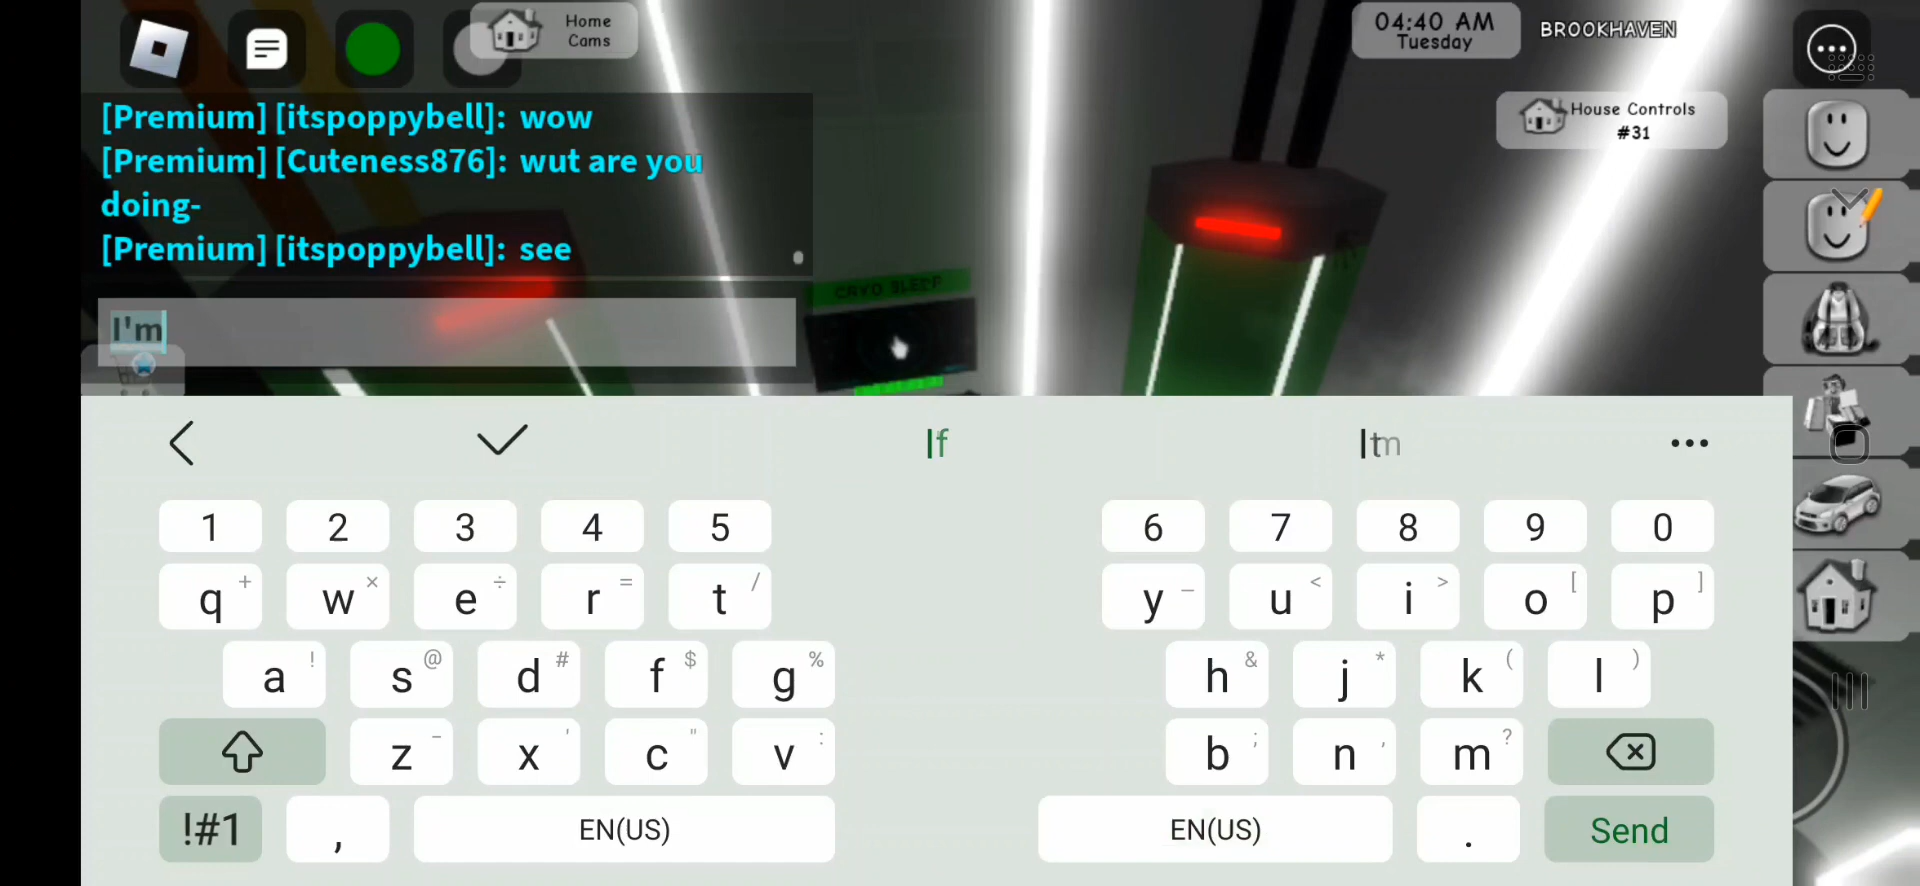 Home
Cams
04:40 AM
Tuesday
BROOKHAVEN
House Controls
#31
[Premium] [itspoppybell]: wow
[Premium] [Cuteness876]: wut are you
doing-
[Premium] [itspoppybell]: see
CRYO SLEEP
I'm
If
1 2 3 4 5 6 7 8 9 0
q + w × e ÷ r = t / y _ u < i > o [ p ]
a ! s @ d # f $ g % h & j * k ( l )
z - x ' c " v : b ; n , m ?
!#1 , EN(US) EN(US) . Send